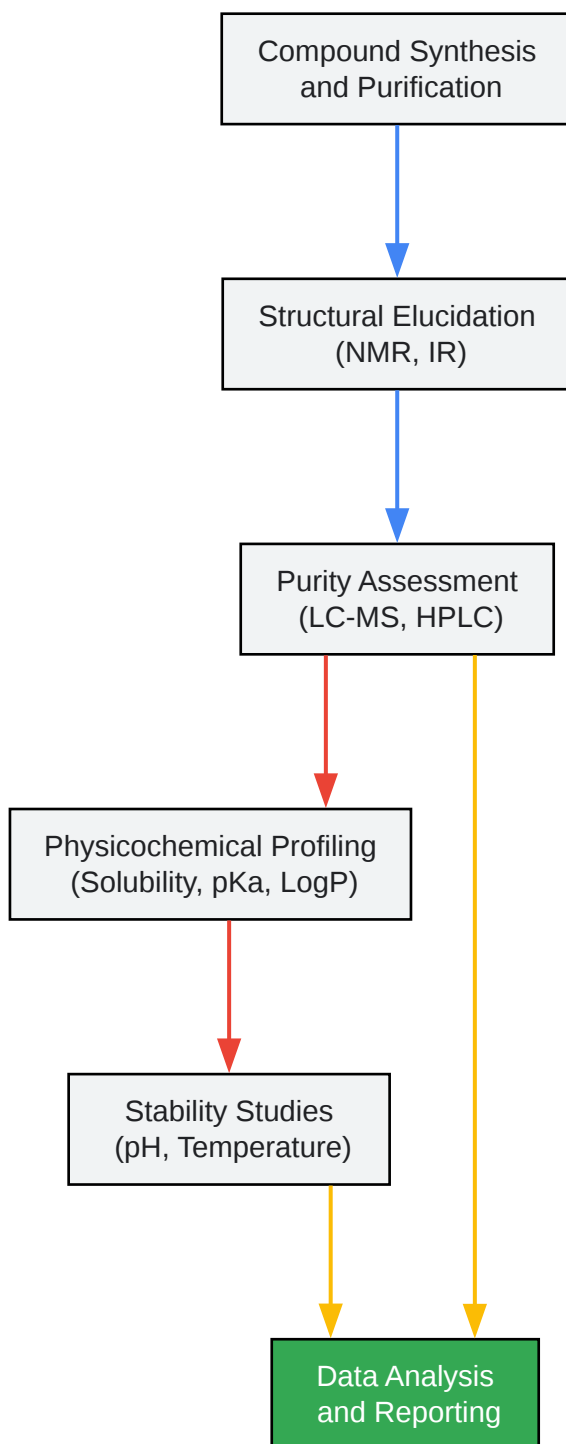 Compound Synthesis
and Purification
Structural Elucidation
(NMR, IR)
Purity Assessment
(LC-MS, HPLC)
Physicochemical Profiling
(Solubility, pKa, LogP)
Stability Studies
(pH, Temperature)
Data Analysis
and Reporting